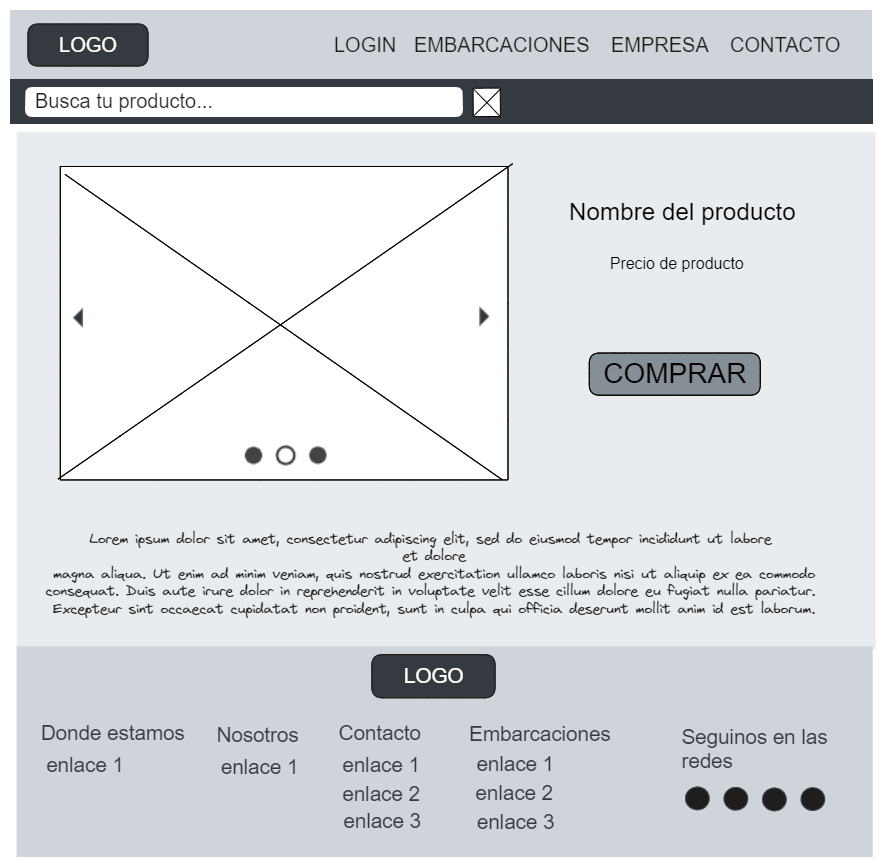 LOGO
LOGIN EMBARCACIONES EMPRESA CONTACTO
Busca tu producto...
Nombre del producto
Precio de producto
COMPRAR
Lorem ipsum dolor sit amet, consectetur adipiscing elit, sed do eiusmod tempor incididunt ut labore
et dolore
magna aliqua. Ut enim ad minim veniam, quis nostrud exercitation ullamco laboris nisi ut aliquip ex ea commodo
consequat. Duis aute irure dolor in reprehenderit in voluptate velit esse cillum dolore eu fugiat nulla pariatur.
Excepteur sint occaecat cupidatat non proident, sunt in culpa qui officia deserunt mollit anim id est laborum.
LOGO
Donde estamos
enlace 1
Nosotros
enlace 1
Contacto
enlace 1
enlace 2
enlace 3
Embarcaciones
enlace 1
enlace 2
enlace 3
Seguinos en las
redes